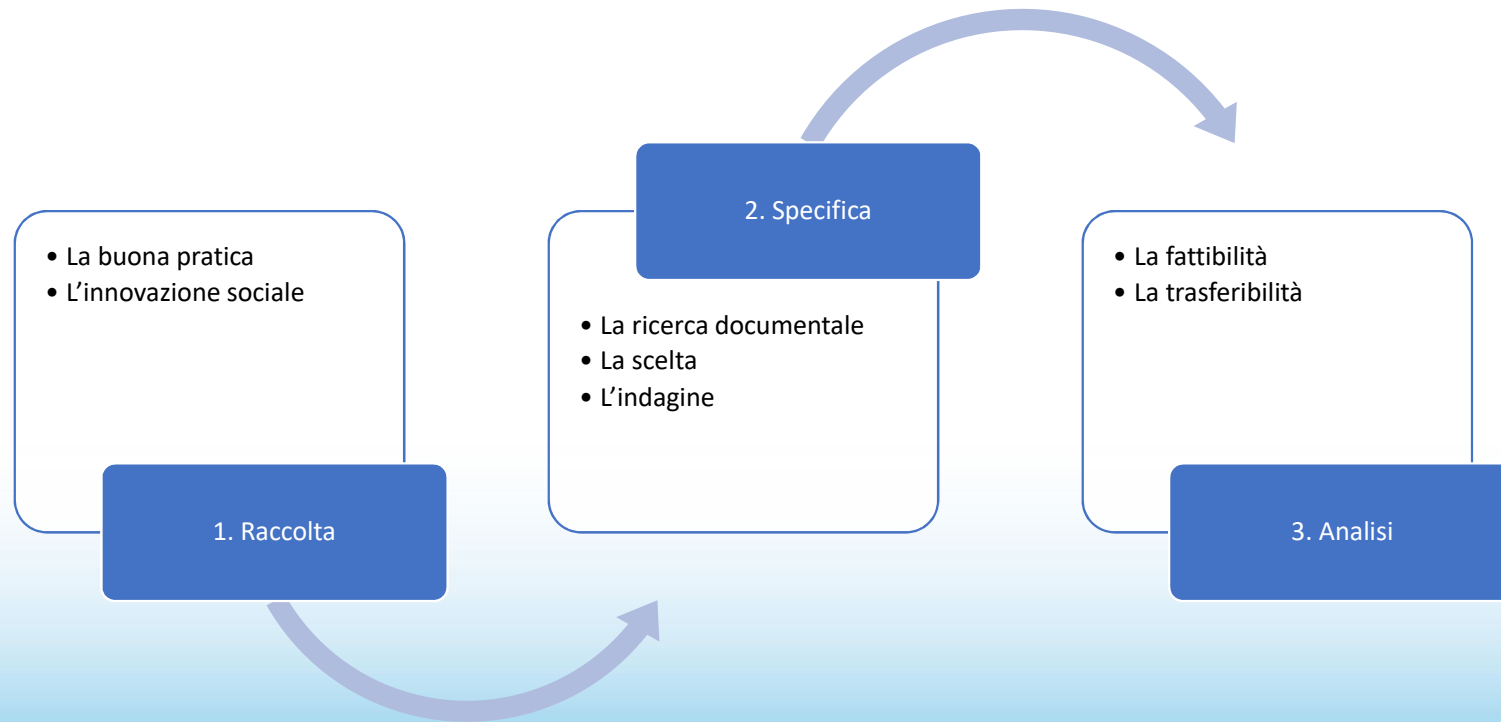 • La buona pratica
• L’innovazione sociale
1. Raccolta
2. Specifica
• La ricerca documentale
• La scelta
• L’indagine
• La fattibilità
• La trasferibilità
3. Analisi